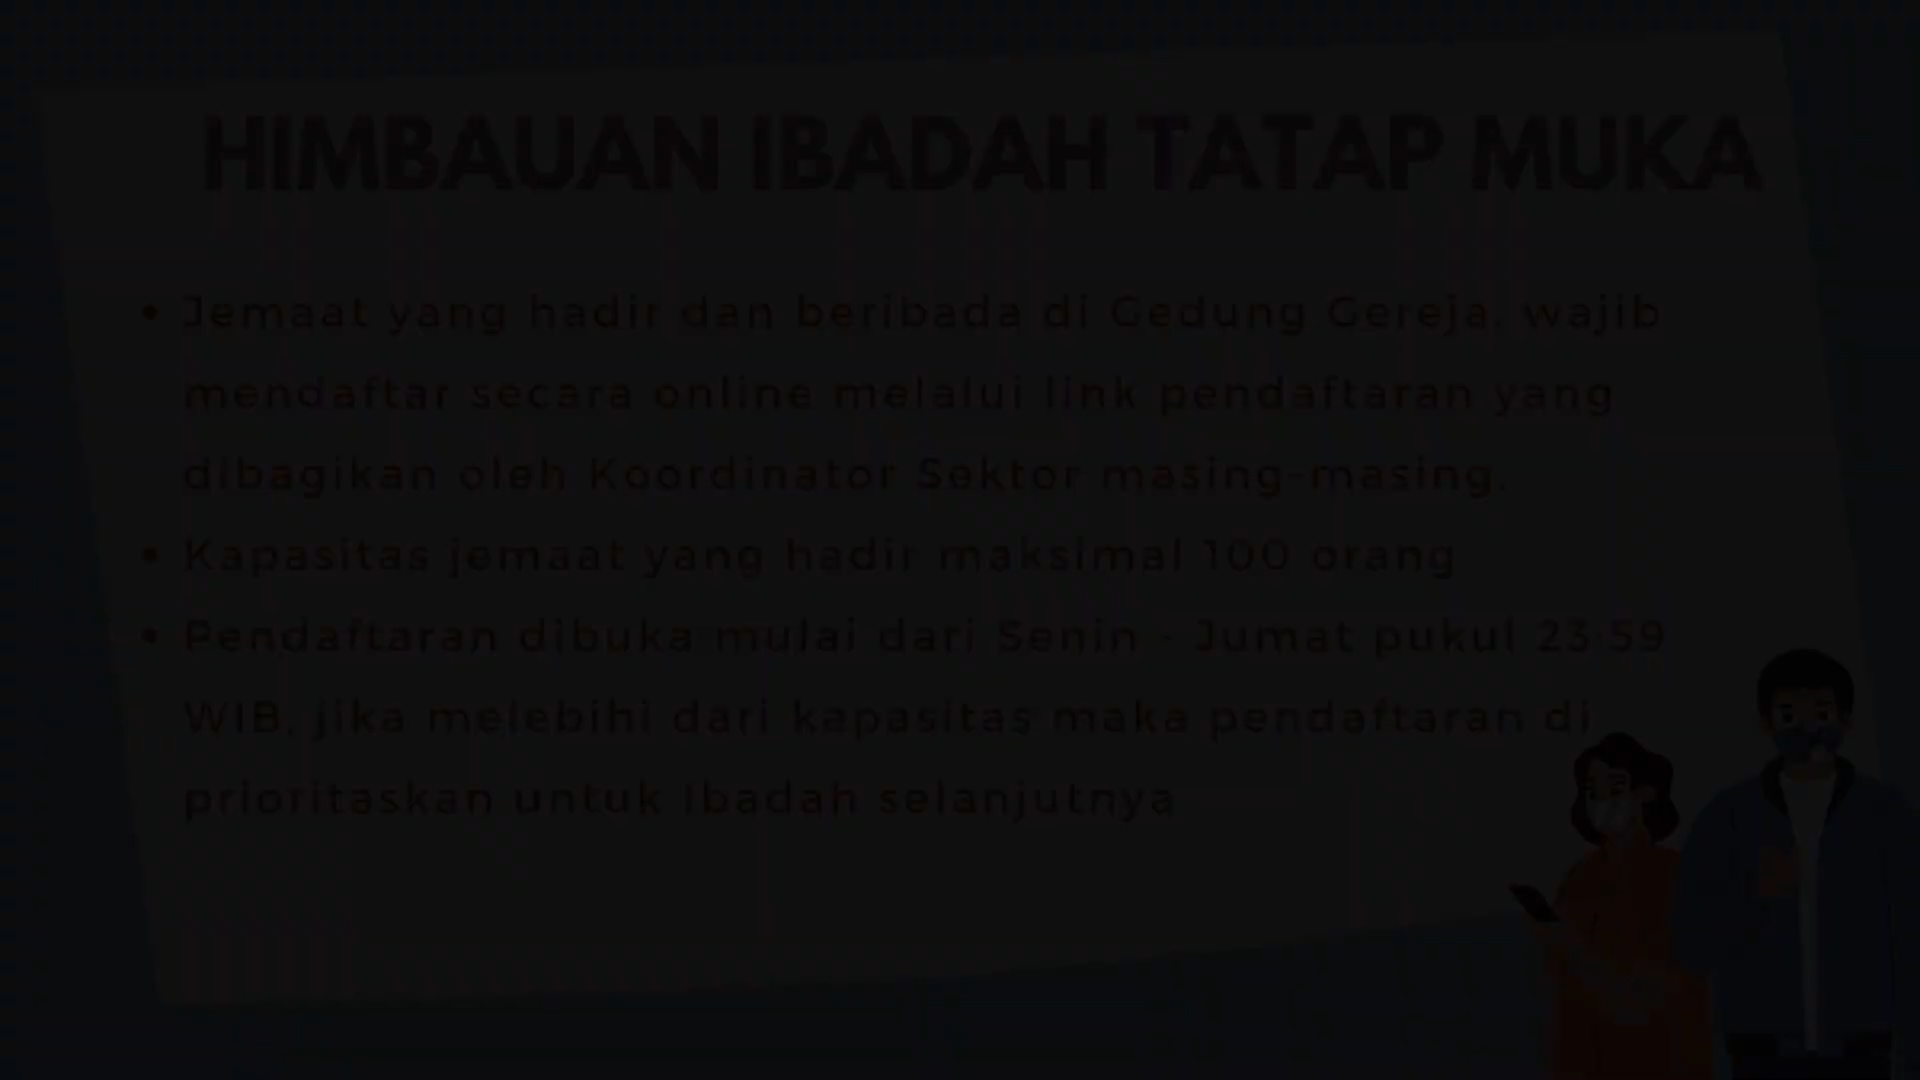 HIMBAUAN IBADAH TATAP MUKA
• Jemaat yang hadir dan beribada di Gedung Gereja, wajib
mendaftar secara online melalui link pendaftaran yang
dibagikan oleh Koordinator Sektor masing-masing.
• Kapasitas jemaat yang hadir maksimal 100 orang
• Pendaftaran dibuka mulai dari Senin - Jumat pukul 23:59
WIB, jika melebihi dari kapasitas maka pendaftaran di
prioritaskan untuk Ibadah selanjutnya